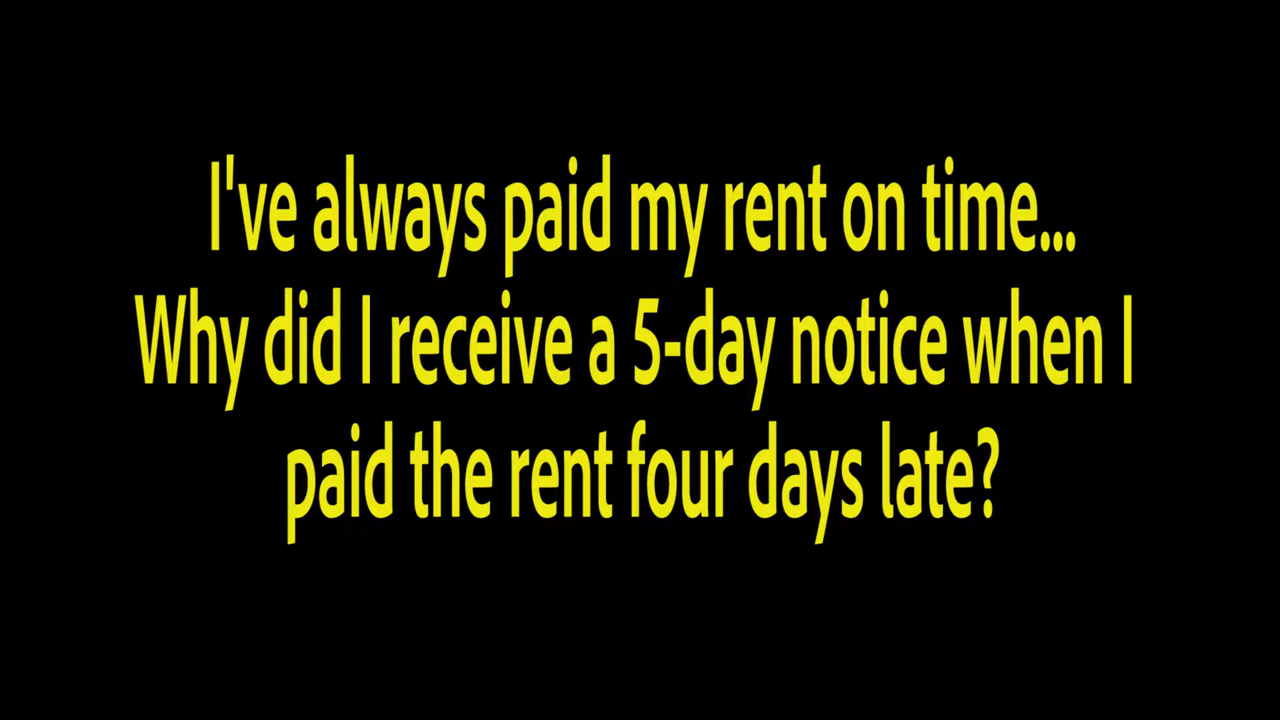 I've always paid my rent on time...
Why did I receive a 5-day notice when I
paid the rent four days late?